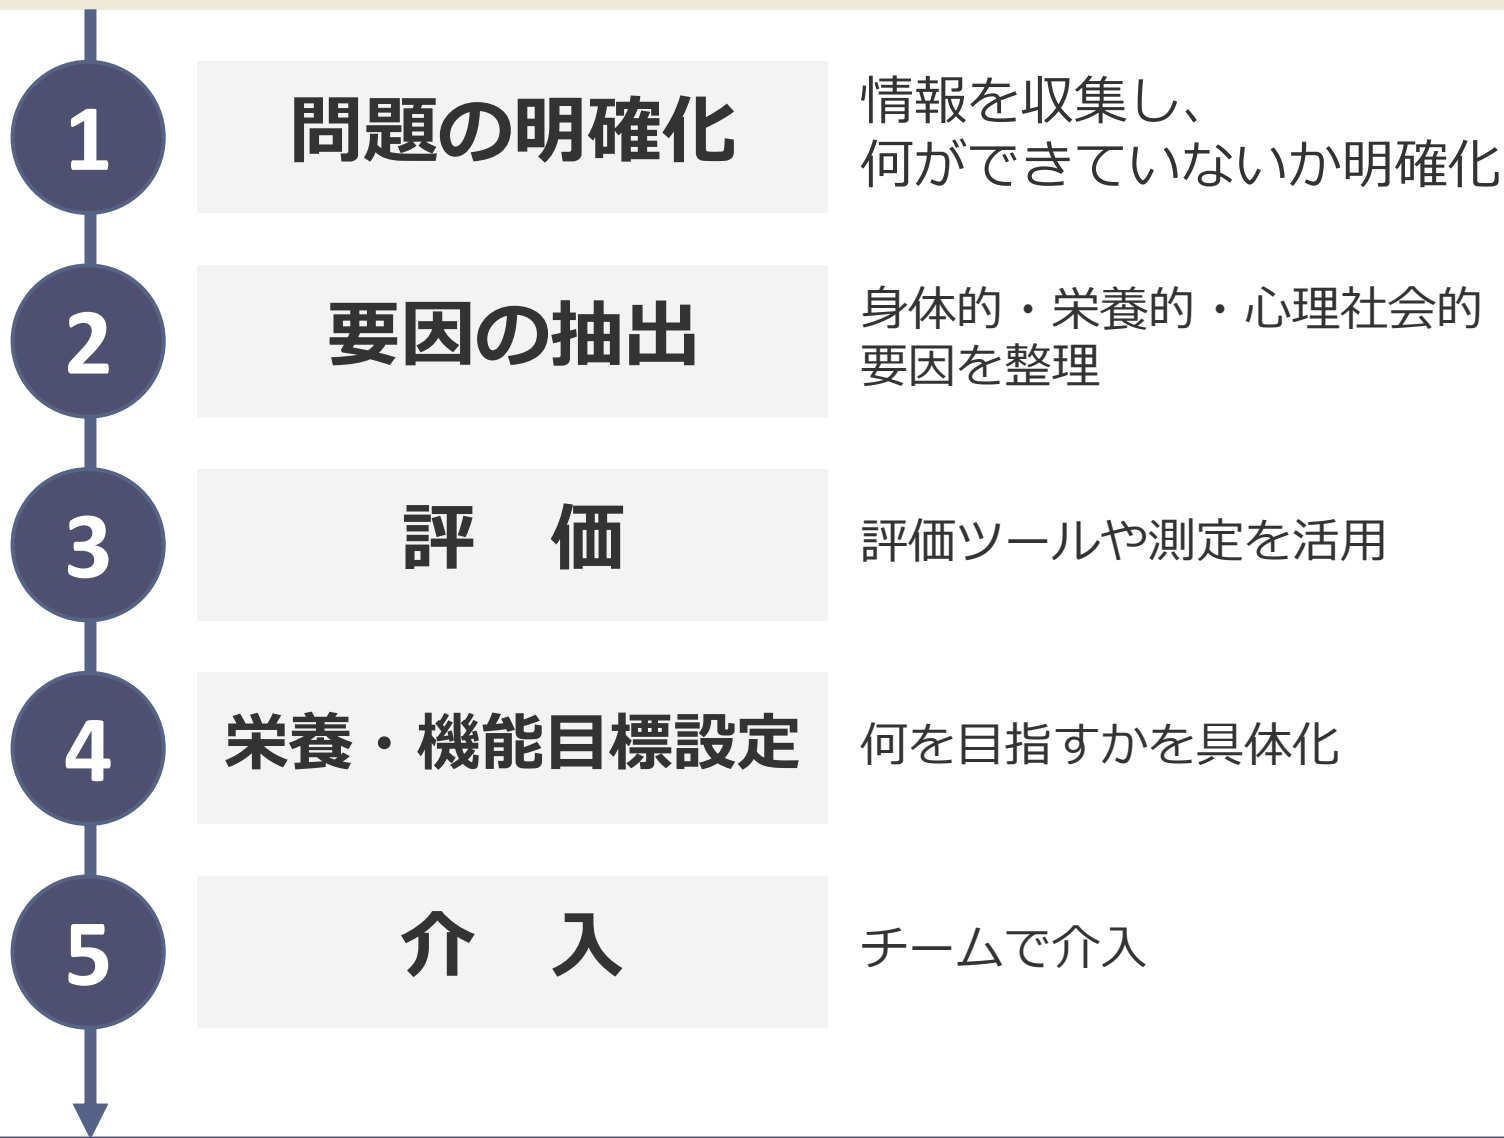 1
問題の明確化
情報を収集し、
何ができていないか明確化
2
要因の抽出
身体的・栄養的・心理社会的
要因を整理
3
評　価
評価ツールや測定を活用
4
栄養・機能目標設定
何を目指すかを具体化
5
介　入
チームで介入